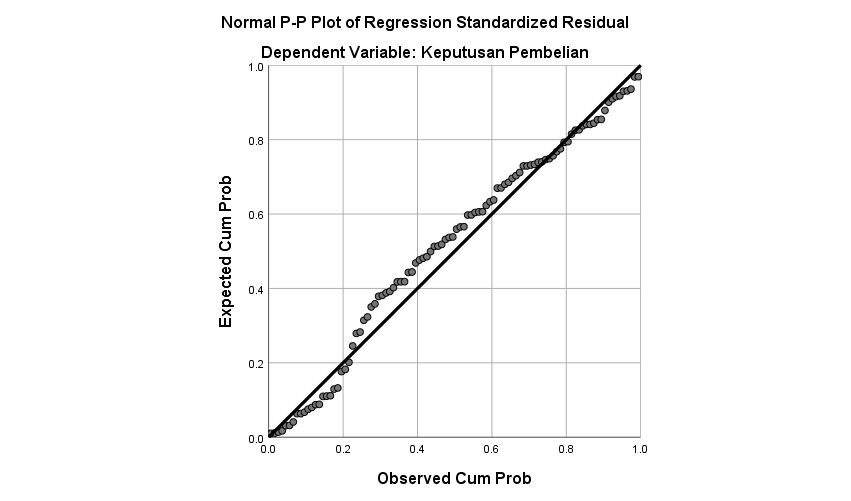 Normal P-P Plot of Regression Standardized Residual
Dependent Variable: Keputusan Pembelian
1.0
0.8
0.6
0.4
0.2
0.0
Expected Cum Prob
0.0 0.2 0.4 0.6 0.8 1.0
Observed Cum Prob